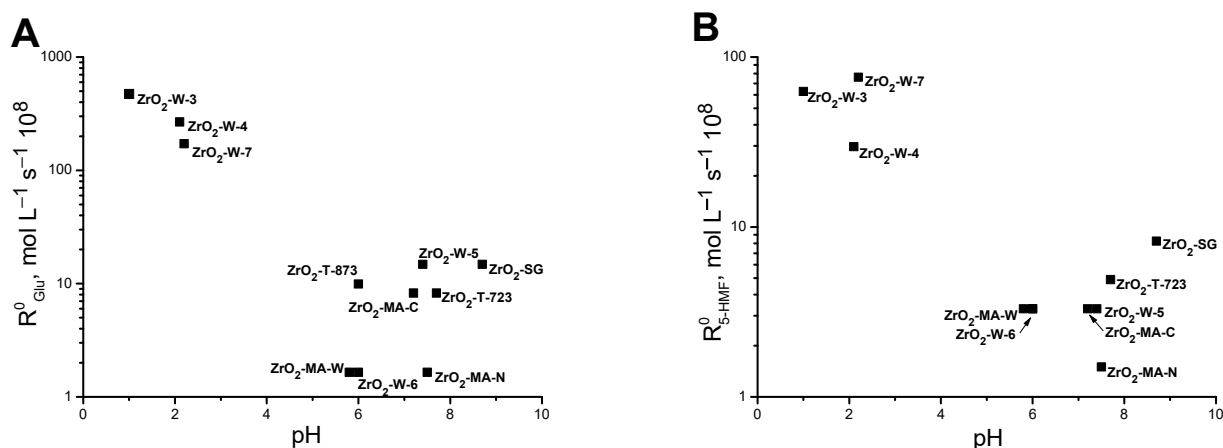 A
R⁰Glu, mol L⁻¹ s⁻¹ 10⁸
1000
100
10
1
ZrO₂-W-3
ZrO₂-W-4
ZrO₂-W-7
ZrO₂-W-5
ZrO₂-SG
ZrO₂-T-873
ZrO₂-MA-C
ZrO₂-T-723
ZrO₂-MA-W
ZrO₂-W-6
ZrO₂-MA-N
0 2 4 6 8 10
pH
B
R⁰5-HMF, mol L⁻¹ s⁻¹ 10⁸
100
10
1
ZrO₂-W-7
ZrO₂-W-3
ZrO₂-W-4
ZrO₂-SG
ZrO₂-T-723
ZrO₂-MA-W
ZrO₂-W-6
ZrO₂-W-5
ZrO₂-MA-C
ZrO₂-MA-N
0 2 4 6 8 10
pH